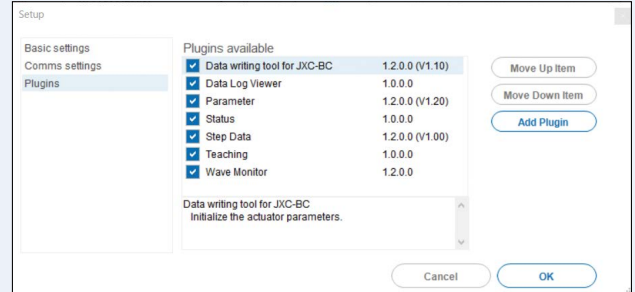 Setup
Basic settings
Comms settings
Plugins
Plugins available
Data writing tool for JXC-BC 1.2.0.0 (V1.10)
Data Log Viewer 1.0.0.0
Parameter 1.2.0.0 (V1.20)
Status 1.0.0.0
Step Data 1.2.0.0 (V1.00)
Teaching 1.0.0.0
Wave Monitor 1.2.0.0
Data writing tool for JXC-BC
Initialize the actuator parameters.
Move Up Item
Move Down Item
Add Plugin
Cancel
OK